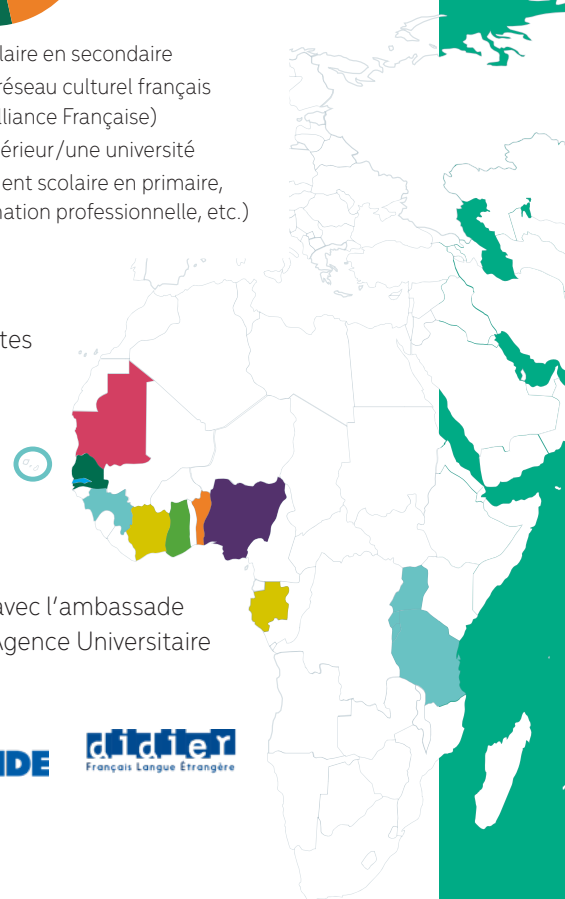 laire en secondaire
réseau culturel français
lliance Française)
érieur/une université
ent scolaire en primaire,
nation professionnelle, etc.)
tes
avec l’ambassade
Agence Universitaire
NDE
didier
Français Langue Étrangère